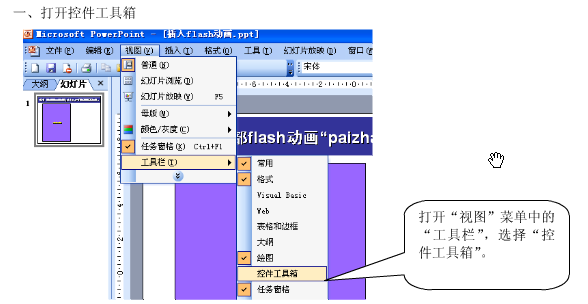 一、打开控件工具箱
Microsoft PowerPoint - [插入flash动画.ppt]
文件(F) 编辑(E) 视图(V) 插入(I) 格式(O) 工具(T) 幻灯片放映(D) 窗口(W)
宋体
大纲 幻灯片 ×
普通(N)
幻灯片浏览(D)
幻灯片放映(W) F5
母版(M)
颜色/灰度(C)
任务窗格(K) Ctrl+F1
工具栏(T)
1
部flash动画“paizha
常用
格式
Visual Basic
Web
表格和边框
大纲
绘图
控件工具箱
任务窗格
打开“视图”菜单中的
“工具栏”，选择“控
件工具箱”。